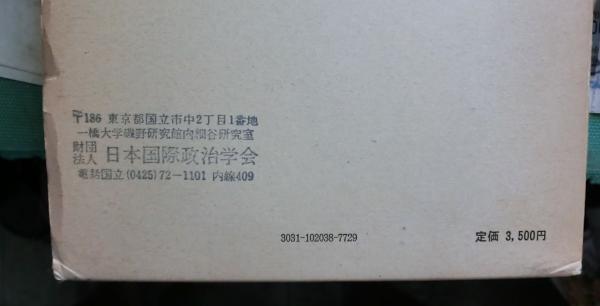 〒186 東京都国立市中2丁目1番地
一橋大学磯野研究館内細谷研究室
財団法人 日本国際政治学会
電話国立(0425)72-1101 内線409
3031-102038-7729
定価 3,500円